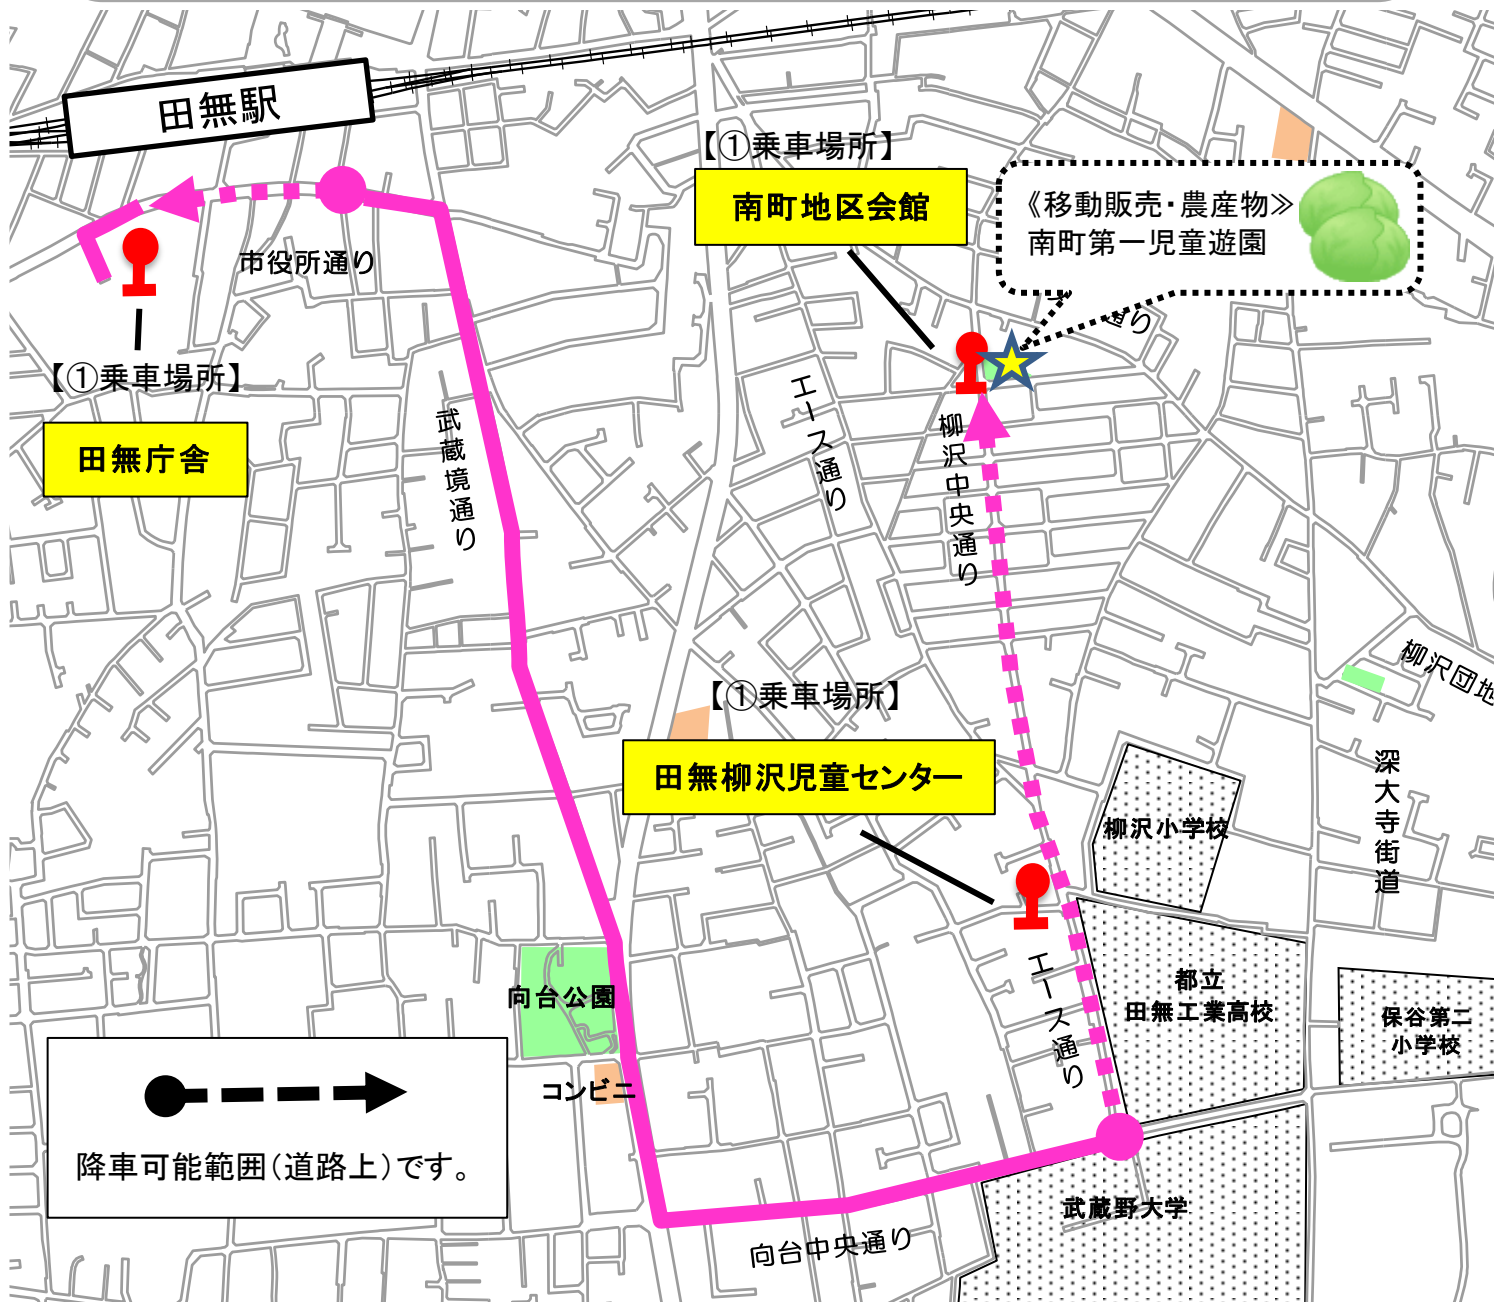 田無駅
【①乗車場所】
南町地区会館
《移動販売・農産物≫
南町第一児童遊園
市役所通り
通り
【①乗車場所】
田無庁舎
武蔵境通り
エース通り
柳沢中央通り
柳沢団地
【①乗車場所】
田無柳沢児童センター
柳沢小学校
深大寺街道
向台公園
エース通り
都立
田無工業高校
保谷第二
小学校
コンビニ
降車可能範囲（道路上）です。
武蔵野大学
向台中央通り